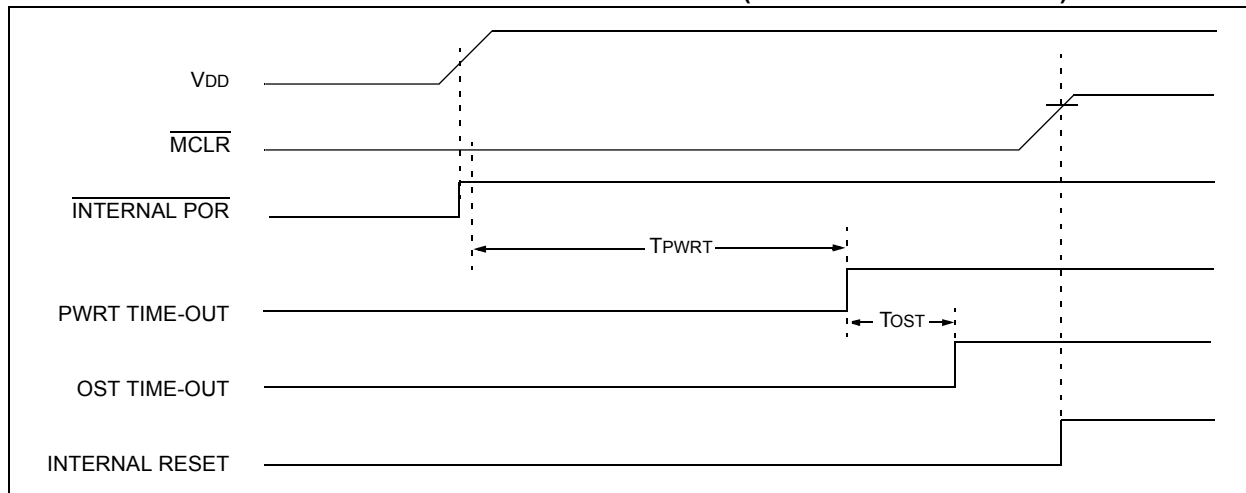 (
)
VDD
MCLR
INTERNAL POR
TPWRT
PWRT TIME-OUT
TOST
OST TIME-OUT
INTERNAL RESET